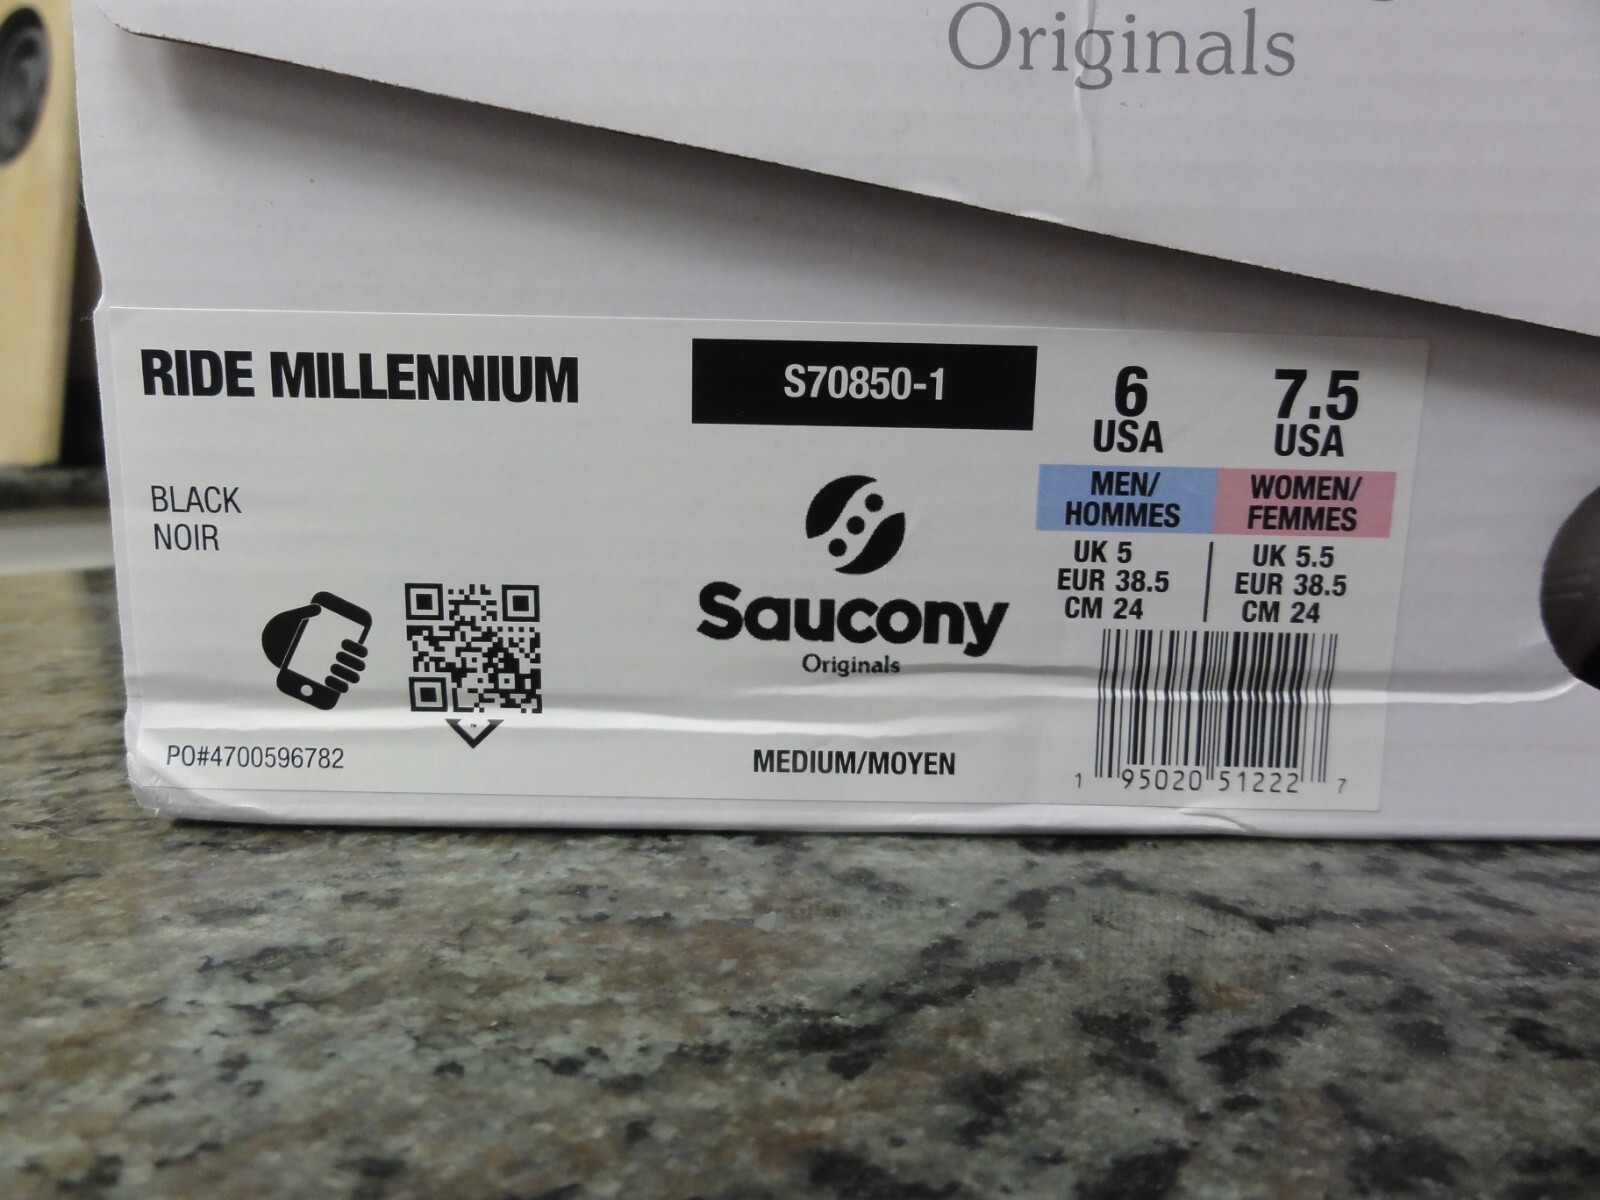 Originals
RIDE MILLENNIUM
S70850-1
6
USA
7.5
USA
MEN/
HOMMES
WOMEN/
FEMMES
BLACK
NOIR
UK 5
EUR 38.5
CM 24
UK 5.5
EUR 38.5
CM 24
Saucony
Originals
PO#4700596782
MEDIUM/MOYEN
1 95020 51222 7